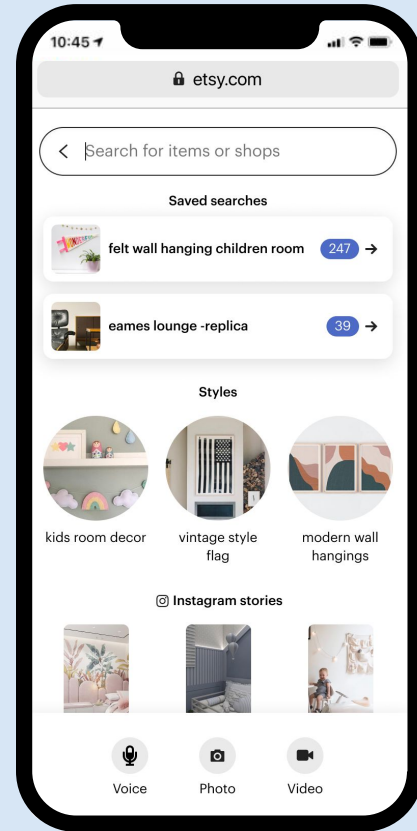 10:45
etsy.com
Search for items or shops
Saved searches
felt wall hanging children room 247
eames lounge -replica 39
Styles
kids room decor
vintage style
flag
modern wall
hangings
Instagram stories
Voice Photo Video